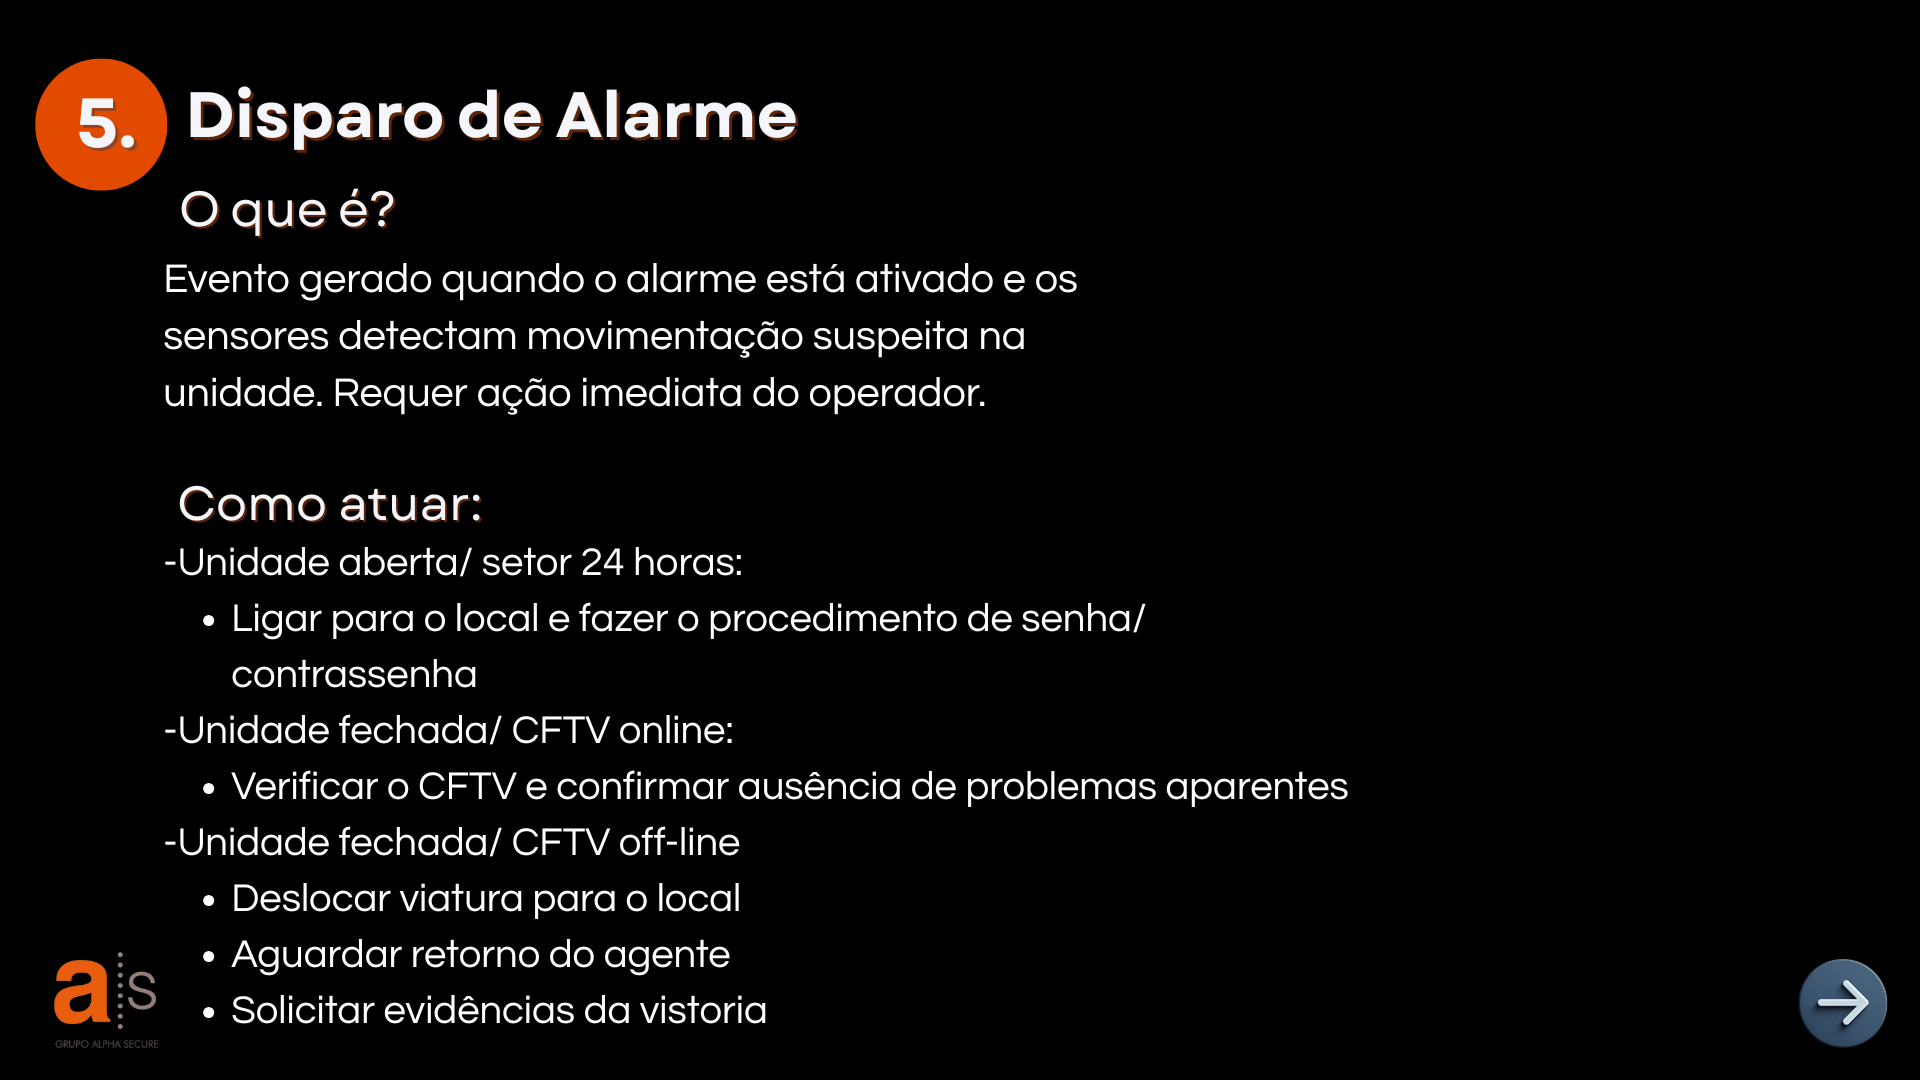 5.
Disparo de Alarme
O que é?
Evento gerado quando o alarme está ativado e os
sensores detectam movimentação suspeita na
unidade. Requer ação imediata do operador.
Como atuar:
-Unidade aberta/ setor 24 horas:
• Ligar para o local e fazer o procedimento de senha/
contrassenha
-Unidade fechada/ CFTV online:
• Verificar o CFTV e confirmar ausência de problemas aparentes
-Unidade fechada/ CFTV off-line
• Deslocar viatura para o local
• Aguardar retorno do agente
• Solicitar evidências da vistoria
as
GRUPO ALPHA SECURE